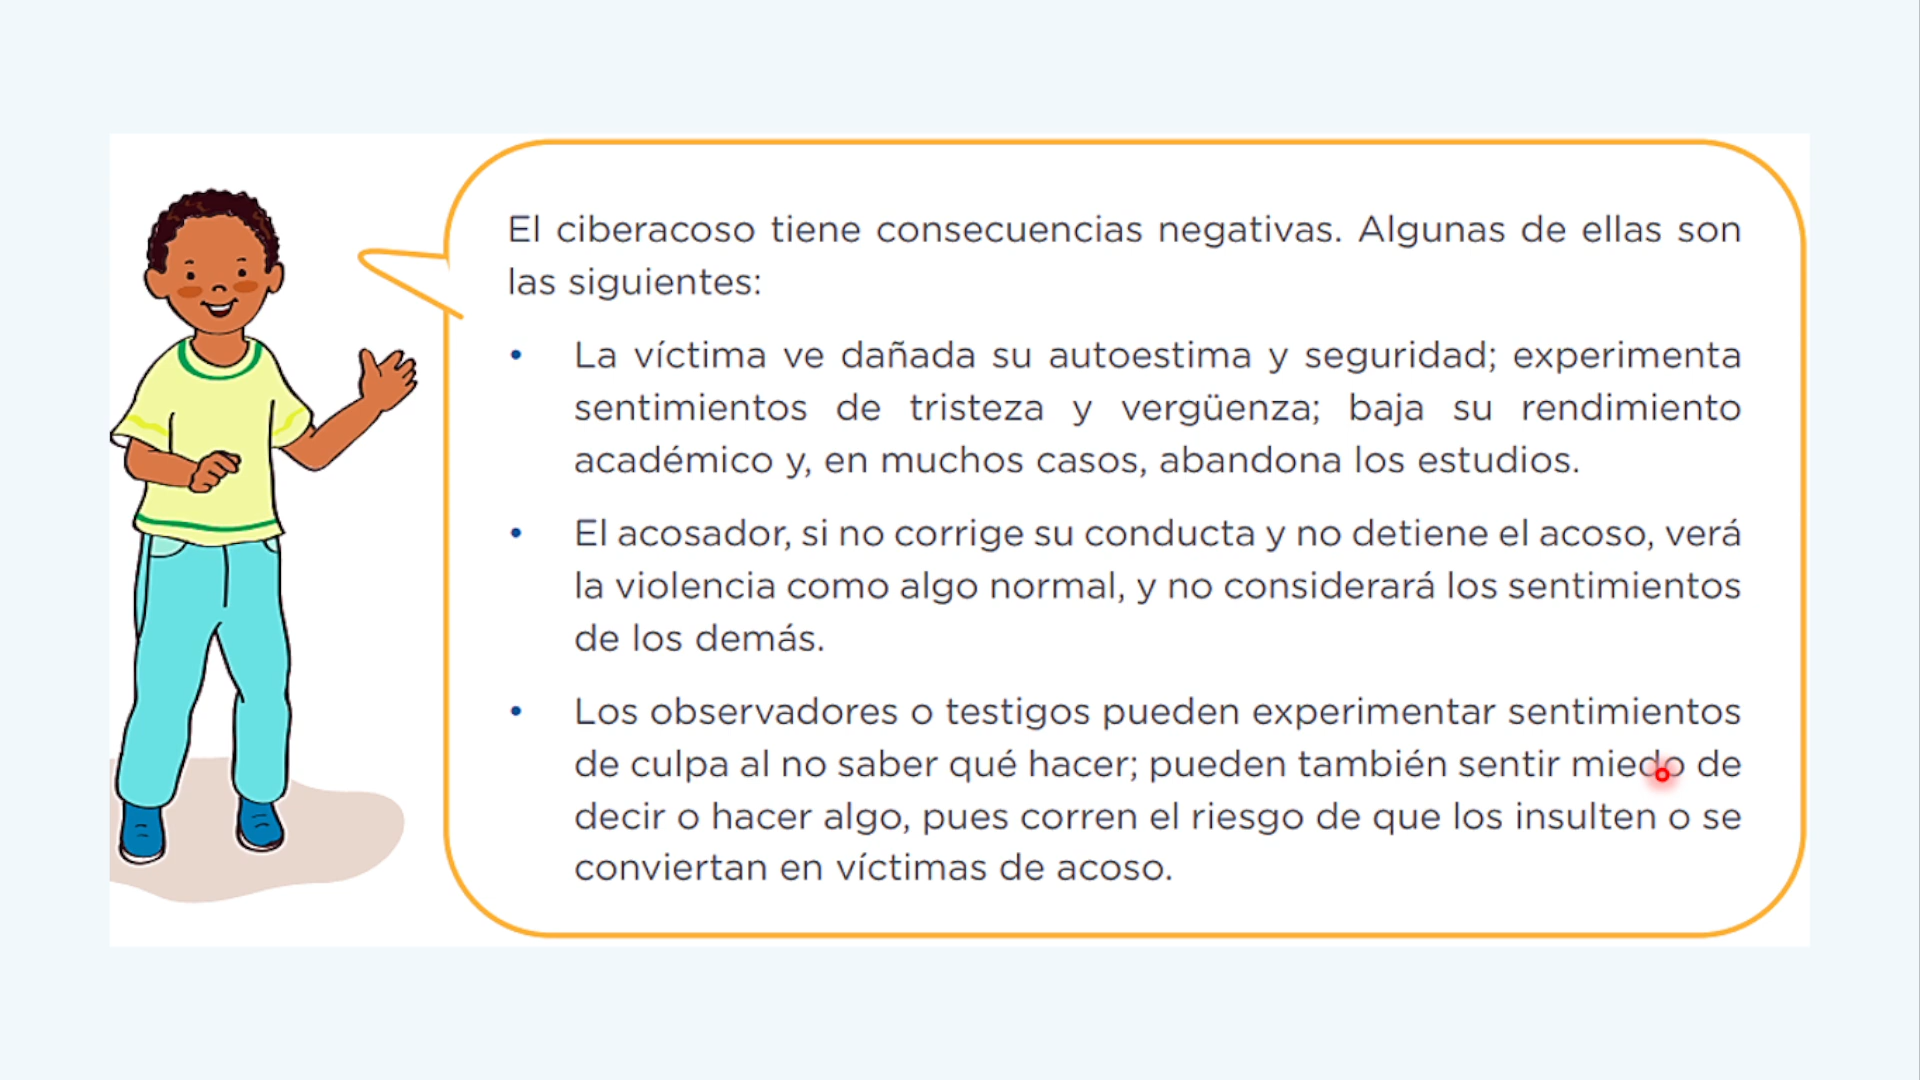 El ciberacoso tiene consecuencias negativas. Algunas de ellas son
las siguientes:
• La víctima ve dañada su autoestima y seguridad; experimenta
sentimientos de tristeza y vergüenza; baja su rendimiento
académico y, en muchos casos, abandona los estudios.
• El acosador, si no corrige su conducta y no detiene el acoso, verá
la violencia como algo normal, y no considerará los sentimientos
de los demás.
• Los observadores o testigos pueden experimentar sentimientos
de culpa al no saber qué hacer; pueden también sentir miedo de
decir o hacer algo, pues corren el riesgo de que los insulten o se
conviertan en víctimas de acoso.